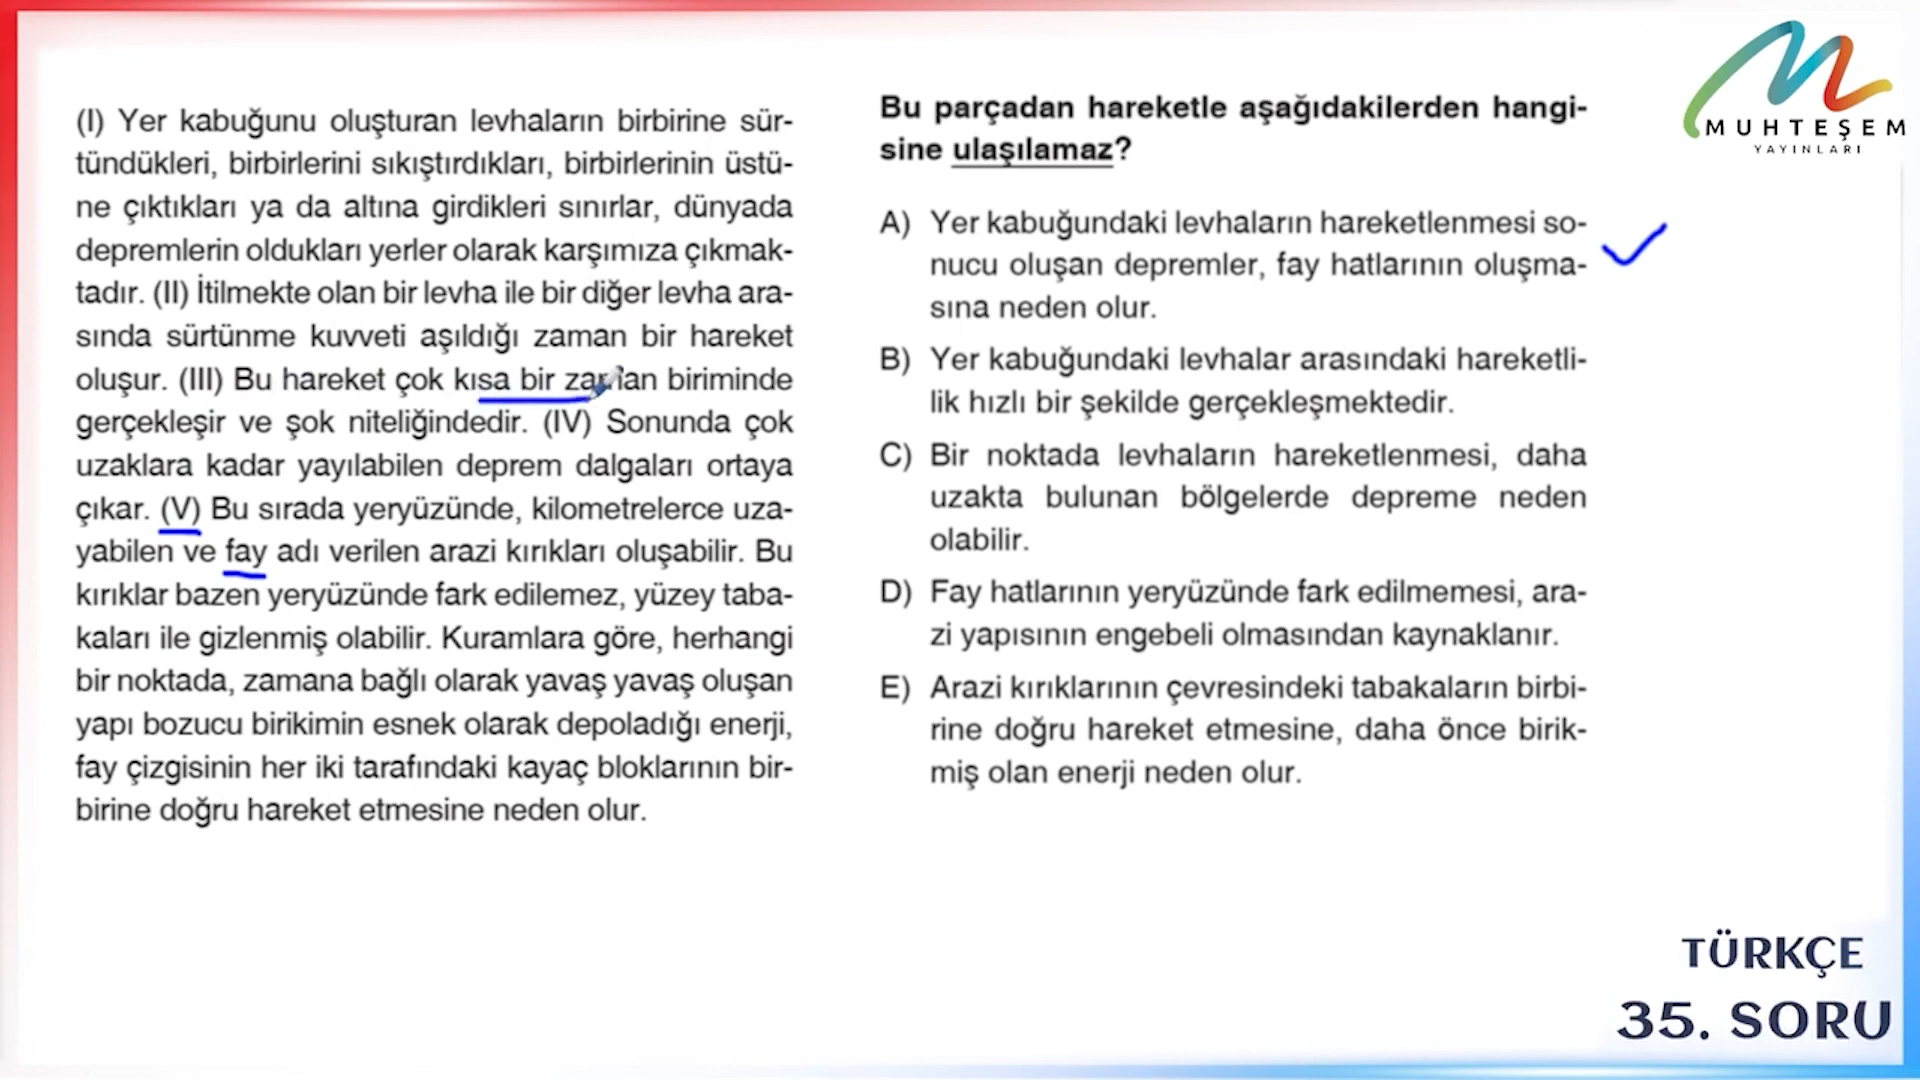 (I) Yer kabuğunu oluşturan levhaların birbirine sür-
tündükleri, birbirlerini sıkıştırdıkları, birbirlerinin üstü-
ne çıktıkları ya da altına girdikleri sınırlar, dünyada
depremlerin oldukları yerler olarak karşımıza çıkmak-
tadır. (II) İtilmekte olan bir levha ile bir diğer levha ara-
sında sürtünme kuvveti aşıldığı zaman bir hareket
oluşur. (III) Bu hareket çok kısa bir zaman biriminde
gerçekleşir ve şok niteliğindedir. (IV) Sonunda çok
uzaklara kadar yayılabilen deprem dalgaları ortaya
çıkar. (V) Bu sırada yeryüzünde, kilometrelerce uza-
yabilen ve fay adı verilen arazi kırıkları oluşabilir. Bu
kırıklar bazen yeryüzünde fark edilemez, yüzey taba-
kaları ile gizlenmiş olabilir. Kuramlara göre, herhangi
bir noktada, zamana bağlı olarak yavaş yavaş oluşan
yapı bozucu birikimin esnek olarak depoladığı enerji,
fay çizgisinin her iki tarafındaki kayaç bloklarının bir-
birine doğru hareket etmesine neden olur.
Bu parçadan hareketle aşağıdakilerden hangi-
sine ulaşılamaz?
A) Yer kabuğundaki levhaların hareketlenmesi so-
nucu oluşan depremler, fay hatlarının oluşma-
sına neden olur.
B) Yer kabuğundaki levhalar arasındaki hareketli-
lik hızlı bir şekilde gerçekleşmektedir.
C) Bir noktada levhaların hareketlenmesi, daha
uzakta bulunan bölgelerde depreme neden
olabilir.
D) Fay hatlarının yeryüzünde fark edilmemesi, ara-
zi yapısının engebeli olmasından kaynaklanır.
E) Arazi kırıklarının çevresindeki tabakaların birbi-
rine doğru hareket etmesine, daha önce birik-
miş olan enerji neden olur.
MUHTEŞEM
YAYINLARI
TÜRKÇE
35. SORU